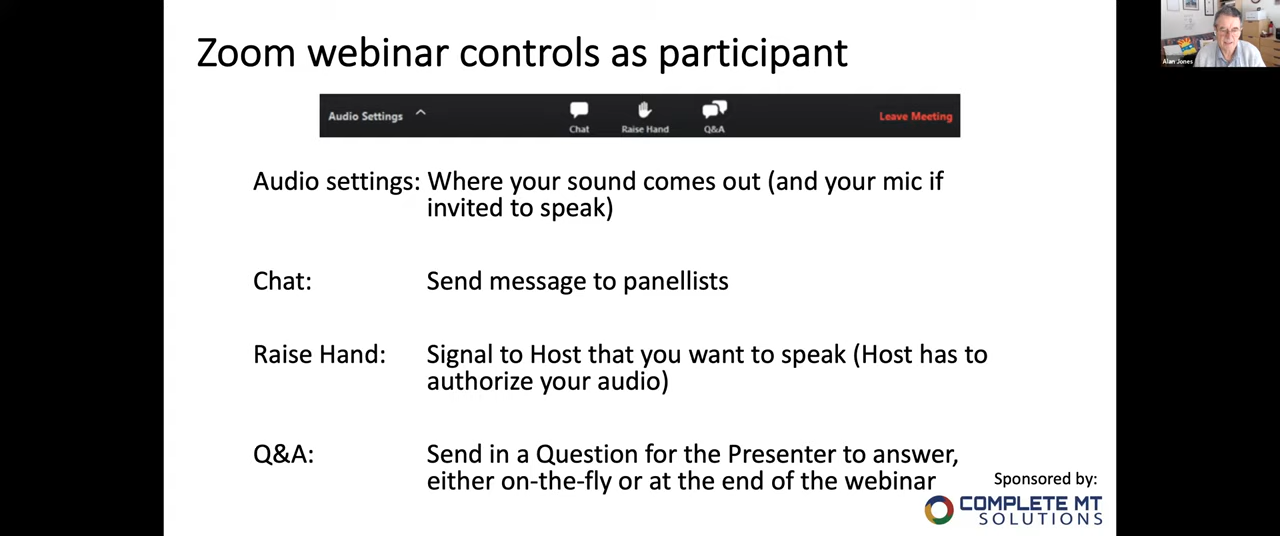 Zoom webinar controls as participant
Alan Jones
Audio Settings
Chat
Raise Hand
Q&A
Leave Meeting
Audio settings: Where your sound comes out (and your mic if
invited to speak)
Chat: Send message to panellists
Raise Hand: Signal to Host that you want to speak (Host has to
authorize your audio)
Q&A: Send in a Question for the Presenter to answer,
either on-the-fly or at the end of the webinar
Sponsored by:
COMPLETE MT
SOLUTIONS